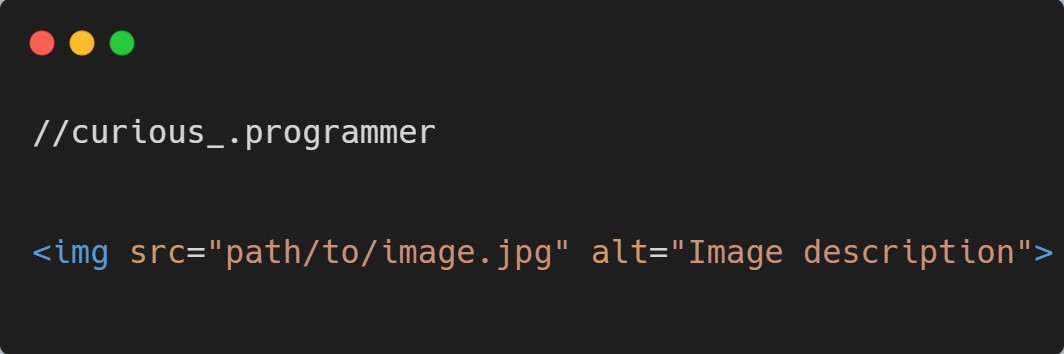 //curious_.programmer
<img src="path/to/image.jpg" alt="Image description">